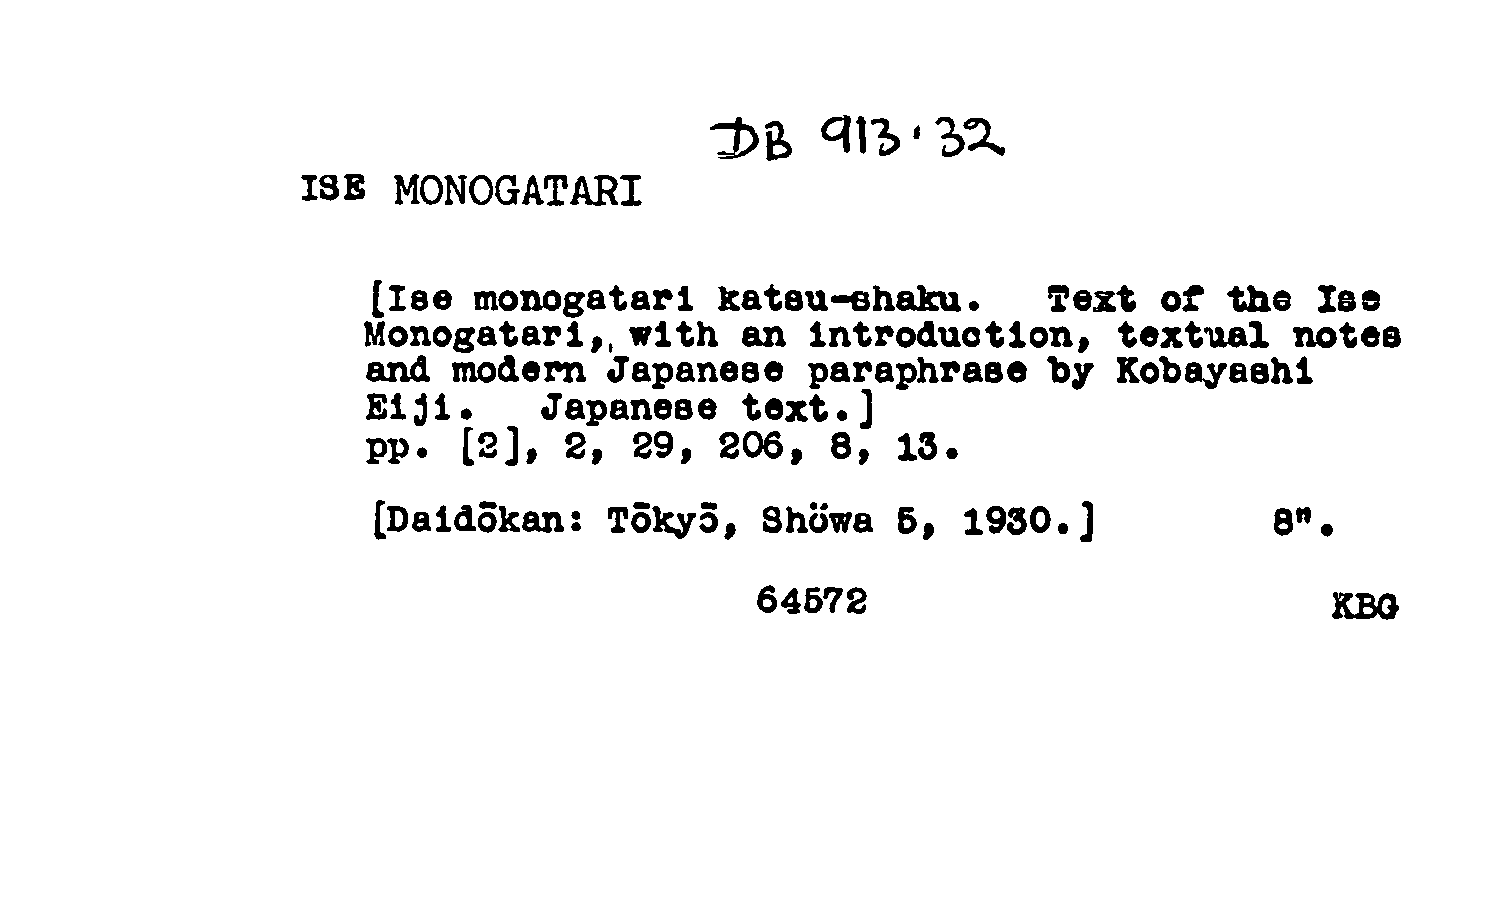 DB 913.32
ISE MONOGATARI
[Ise monogatari katsu-shaku. Text of the Ise
Monogatari, with an introduction, textual notes
and modern Japanese paraphrase by Kobayashi
Eiji. Japanese text.]
pp. [2], 2, 29, 206, 8, 13.
[Daidōkan: Tōkyō, Shōwa 5, 1930.] 8".
64572 KBG